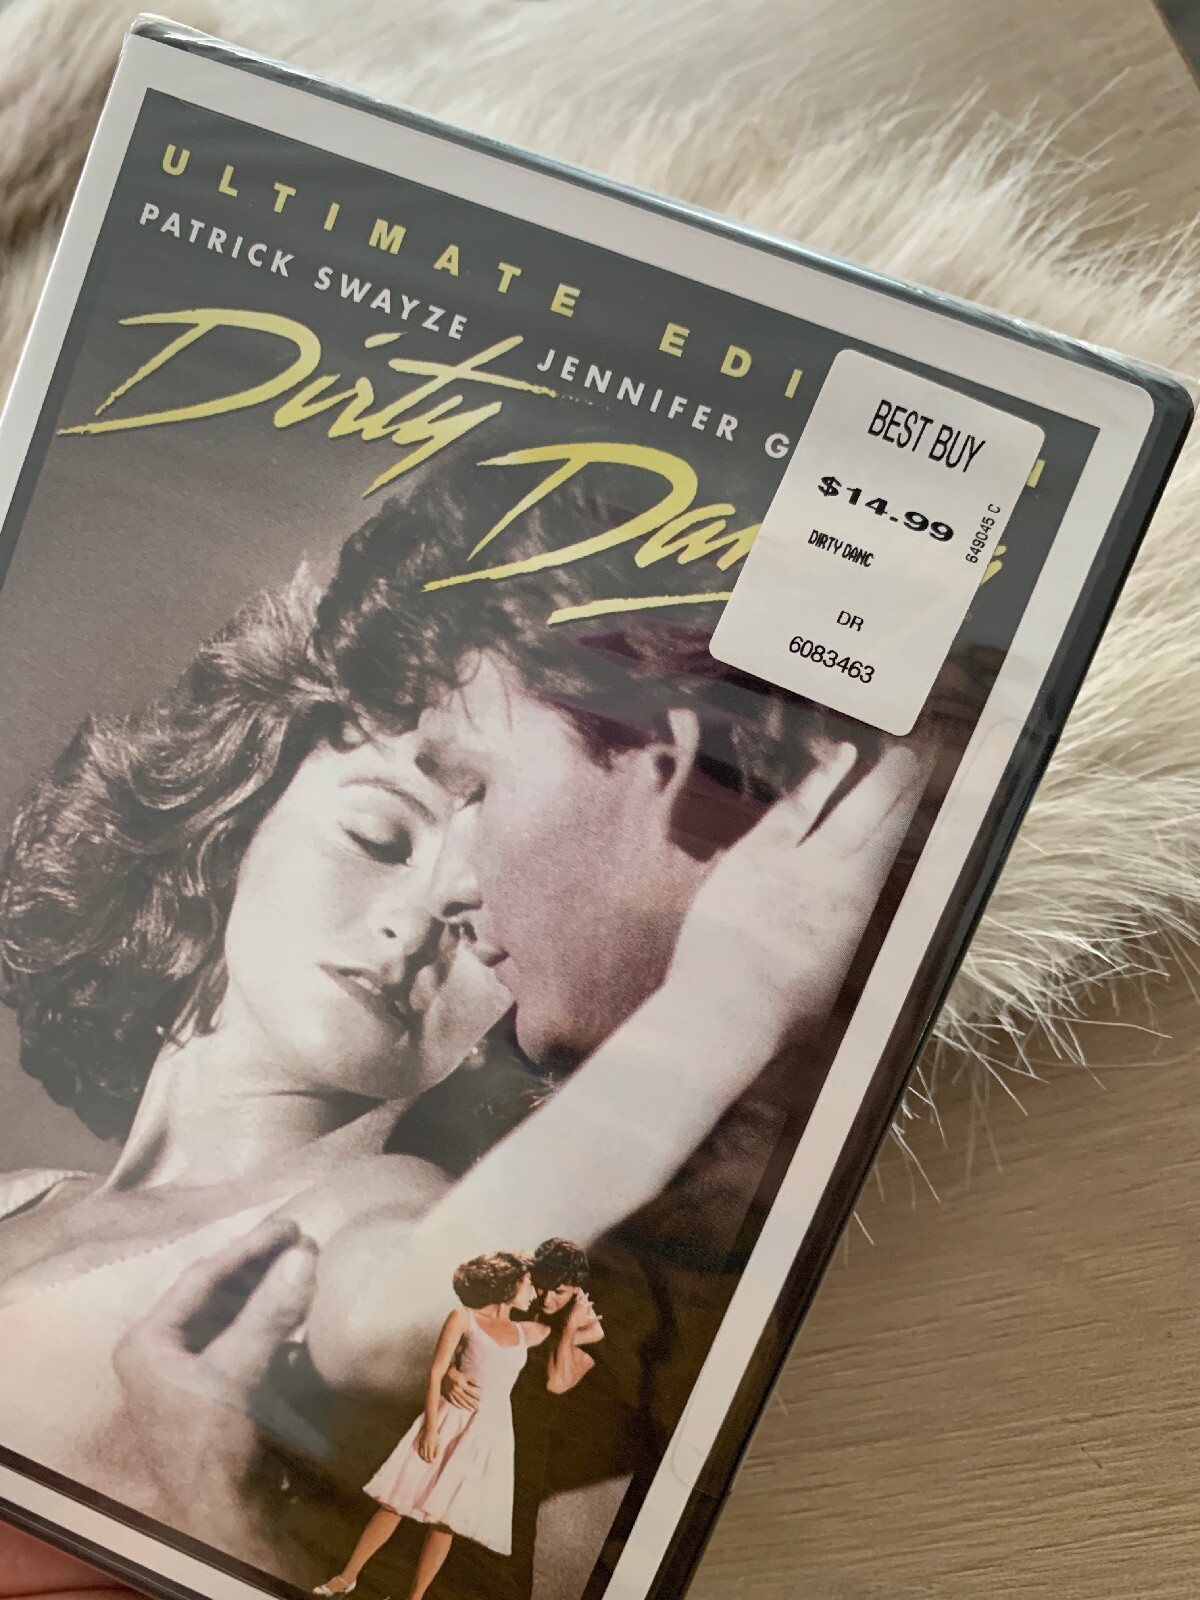 ULTIMATE EDI
PATRICK SWAYZE JENNIFER G
Dirty Dan
BEST BUY
$14.99
649045 C
DIRTY DANC
DR
6083463